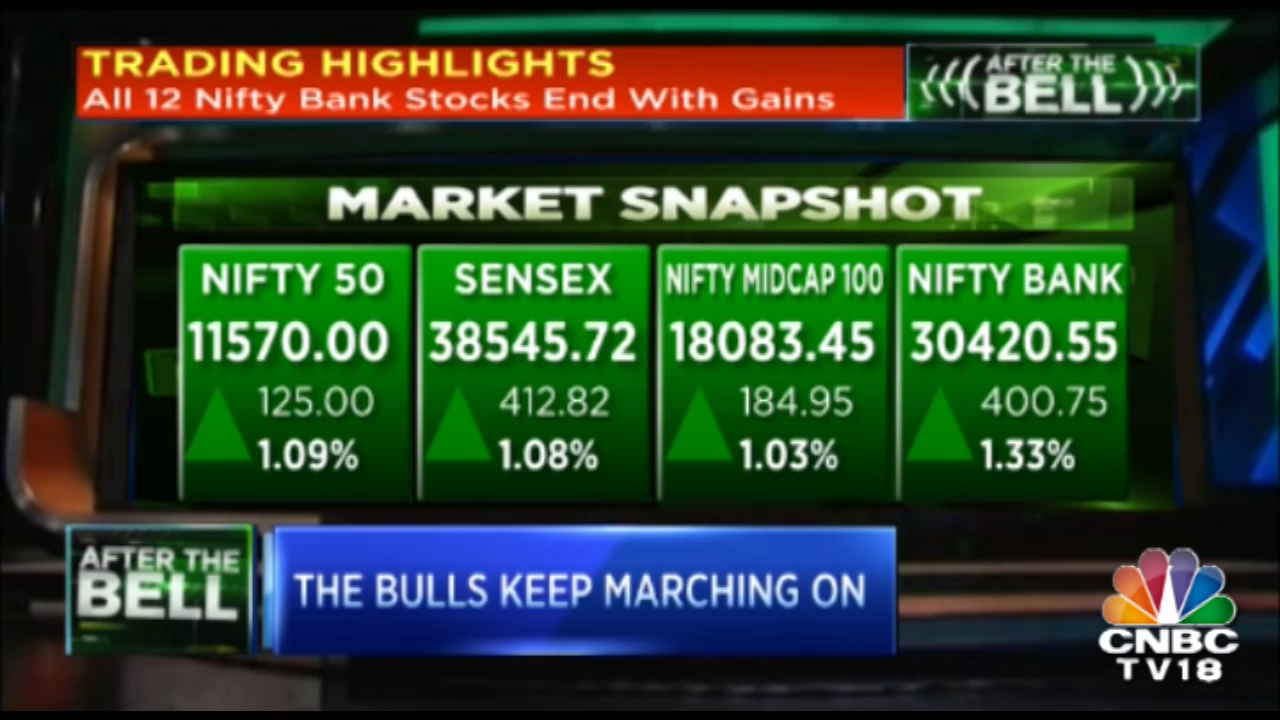 TRADING HIGHLIGHTS
All 12 Nifty Bank Stocks End With Gains
AFTER THE
BELL
MARKET SNAPSHOT
NIFTY 50
11570.00
125.00
1.09%
SENSEX
38545.72
412.82
1.08%
NIFTY MIDCAP 100
18083.45
184.95
1.03%
NIFTY BANK
30420.55
400.75
1.33%
AFTER THE
BELL
THE BULLS KEEP MARCHING ON
CNBC
TV18